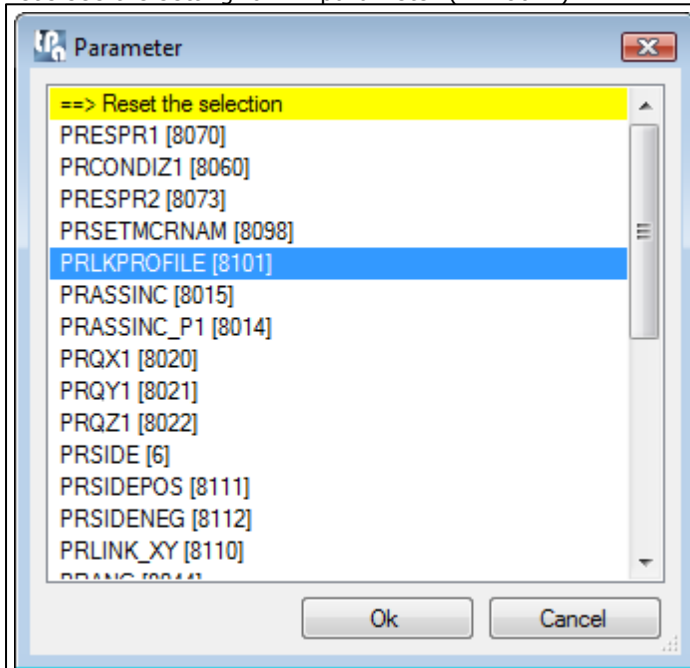 Parameter
==> Reset the selection
PRESPR1 [8070]
PRCONDIZ1 [8060]
PRESPR2 [8073]
PRSETMCRNAM [8098]
PRLKPROFILE [8101]
PRASSINC [8015]
PRASSINC_P1 [8014]
PRQX1 [8020]
PRQY1 [8021]
PRQZ1 [8022]
PRSIDE [6]
PRSIDEPOS [8111]
PRSIDENEG [8112]
PRLINK_XY [8110]
Ok Cancel